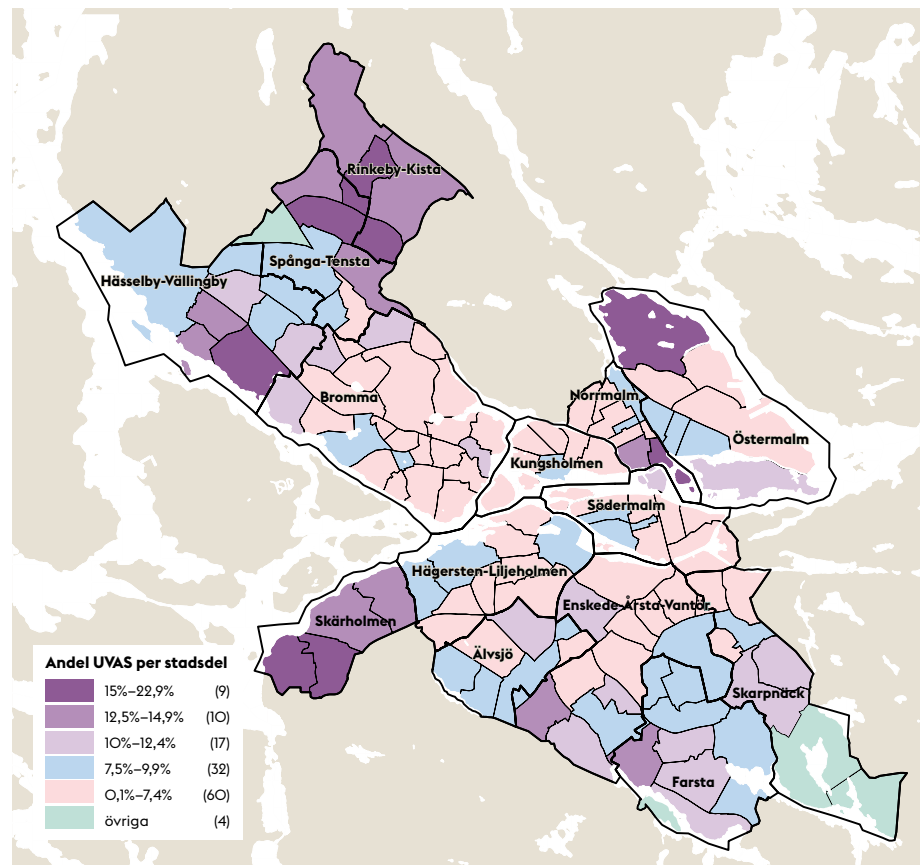 Rinkeby-Kista
Spånga-Tensta
Hässelby-Vällingby
Bromma
Norrmalm
Östermalm
Kungsholmen
Södermalm
Hägersten-Liljeholmen
Enskede-Årsta-Vantör
Skärholmen
Älvsjö
Skarpnäck
Farsta
Andel UVAS per stadsdel
15%–22,9% (9)
12,5%–14,9% (10)
10%–12,4% (17)
7,5%–9,9% (32)
0,1%–7,4% (60)
övriga (4)